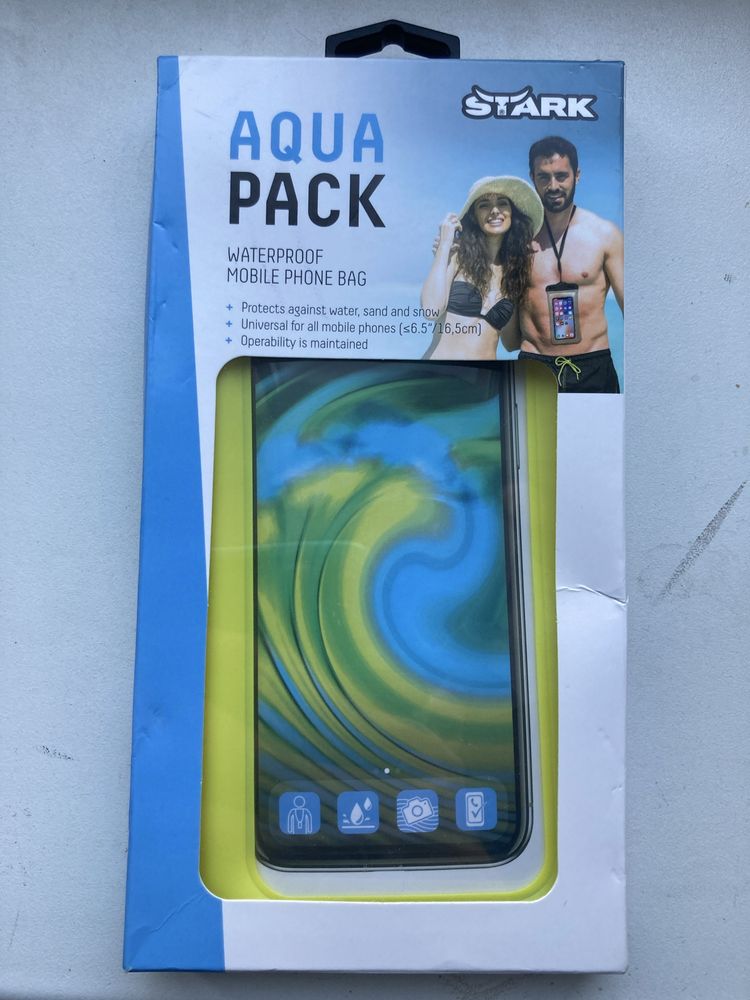 STARK
AQUA
PACK
WATERPROOF
MOBILE PHONE BAG
+ Protects against water, sand and snow
+ Universal for all mobile phones (≤6.5"/16,5cm)
+ Operability is maintained